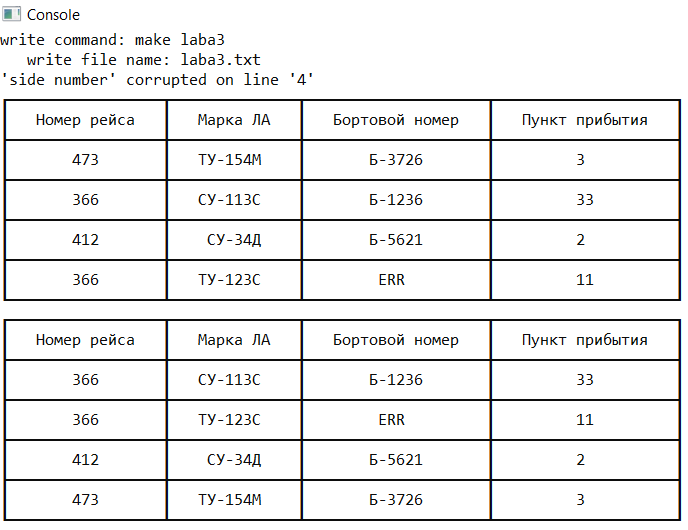 Console
write command: make laba3
write file name: laba3.txt
'side number' corrupted on line '4'
Номер рейса Марка ЛА Бортовой номер Пункт прибытия
473 ТУ-154М Б-3726 3
366 СУ-113С Б-1236 33
412 СУ-34Д Б-5621 2
366 ТУ-123С ERR 11
Номер рейса Марка ЛА Бортовой номер Пункт прибытия
366 СУ-113С Б-1236 33
366 ТУ-123С ERR 11
412 СУ-34Д Б-5621 2
473 ТУ-154М Б-3726 3